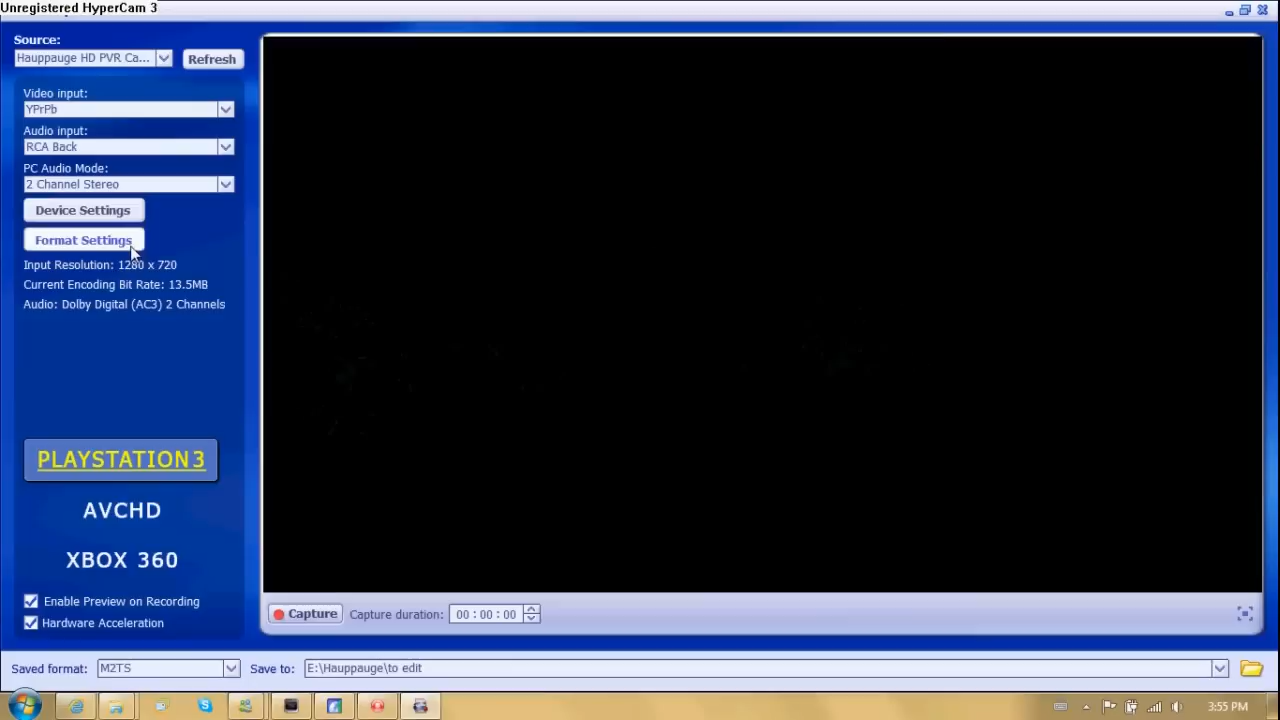 Unregistered HyperCam 3
Source:
Hauppauge HD PVR Ca...
Refresh
Video input:
YPrPb
Audio input:
RCA Back
PC Audio Mode:
2 Channel Stereo
Device Settings
Format Settings
Input Resolution: 1280 x 720
Current Encoding Bit Rate: 13.5MB
Audio: Dolby Digital (AC3) 2 Channels
PLAYSTATION3
AVCHD
XBOX 360
Enable Preview on Recording
Hardware Acceleration
Capture
Capture duration:
00:00:00
Saved format:
M2TS
Save to:
E:\Hauppauge\to edit
3:55 PM